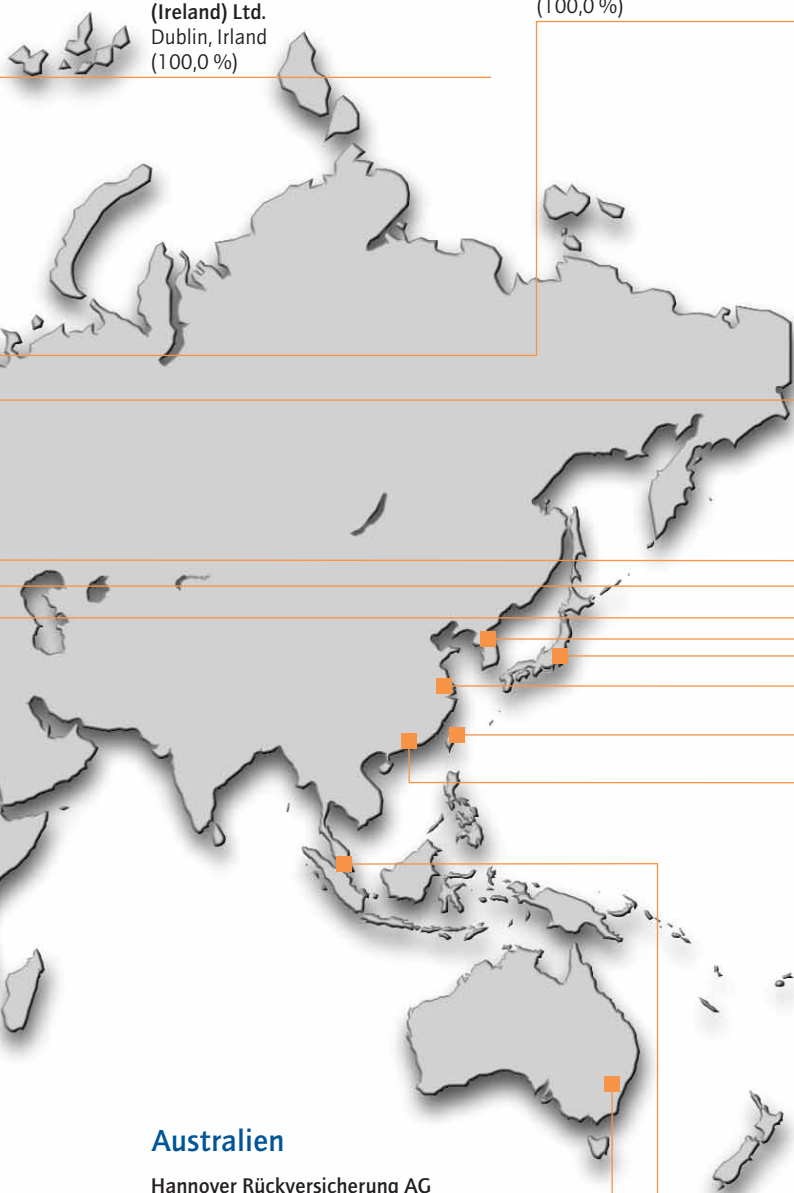 (Ireland) Ltd.
Dublin, Irland
(100,0 %)
(100,0 %)
Australien
Hannover Rückversicherung AG